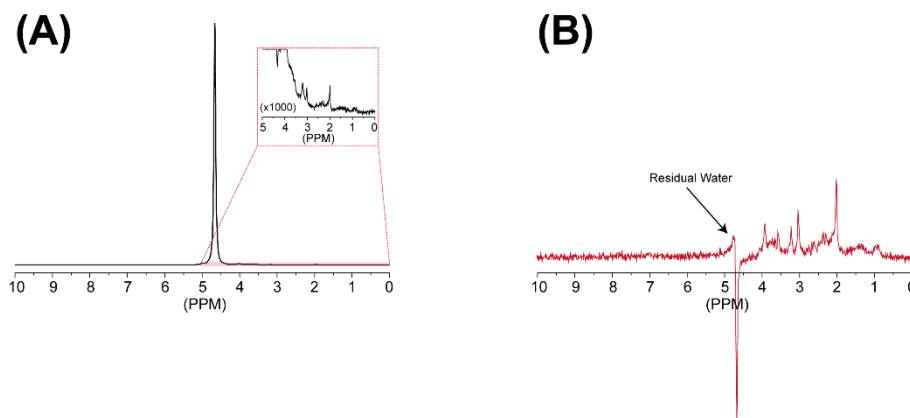 (A)
(x1000)
5 4 3 2 1 0
(PPM)
10 9 8 7 6 5 4 3 2 1 0
(PPM)
(B)
Residual Water
10 9 8 7 6 5 4 3 2 1 0
(PPM)